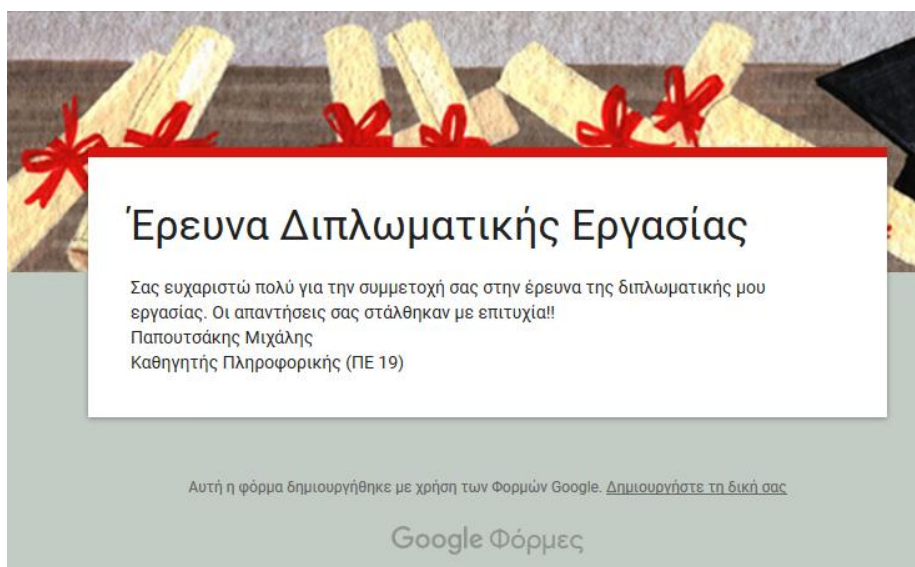 Έρευνα Διπλωματικής Εργασίας
Σας ευχαριστώ πολύ για την συμμετοχή σας στην έρευνα της διπλωματικής μου
εργασίας. Οι απαντήσεις σας στάλθηκαν με επιτυχία!!
Παπουτσάκης Μιχάλης
Καθηγητής Πληροφορικής (ΠΕ 19)
Αυτή η φόρμα δημιουργήθηκε με χρήση των Φορμών Google. Δημιουργήστε τη δική σας
Google Φόρμες